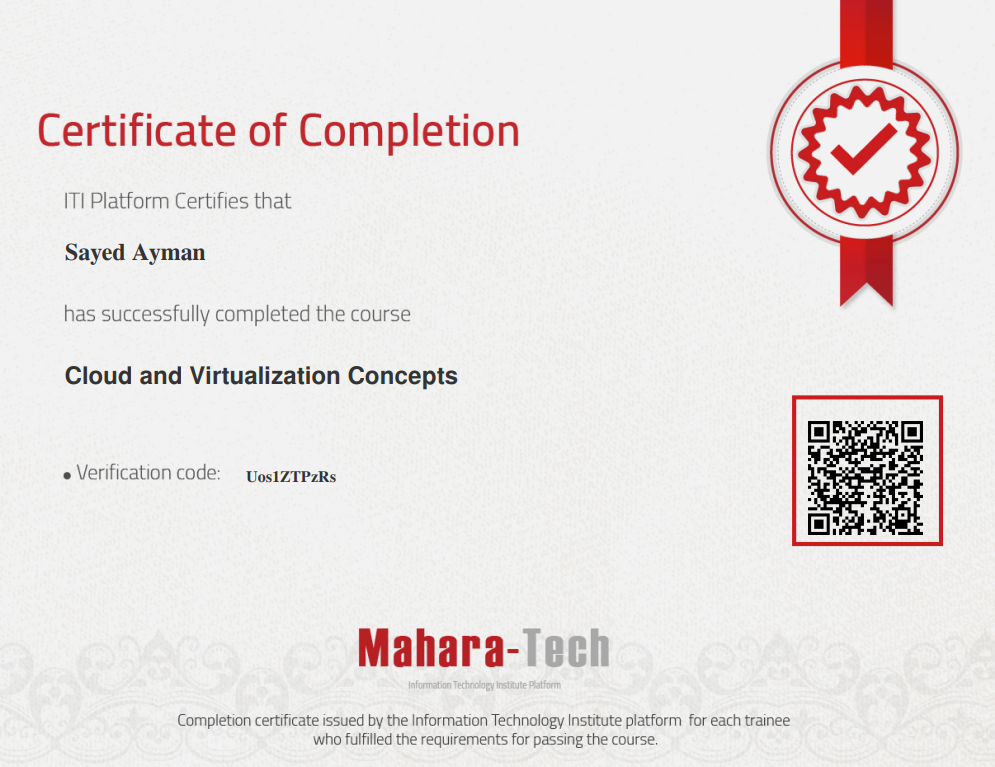 Certificate of Completion
ITI Platform Certifies that
Sayed Ayman
has successfully completed the course
Cloud and Virtualization Concepts
• Verification code: Uos1ZTPzRs
Mahara-Tech
Information Technology Institute Platform
Completion certificate issued by the Information Technology Institute platform for each trainee
who fulfilled the requirements for passing the course.